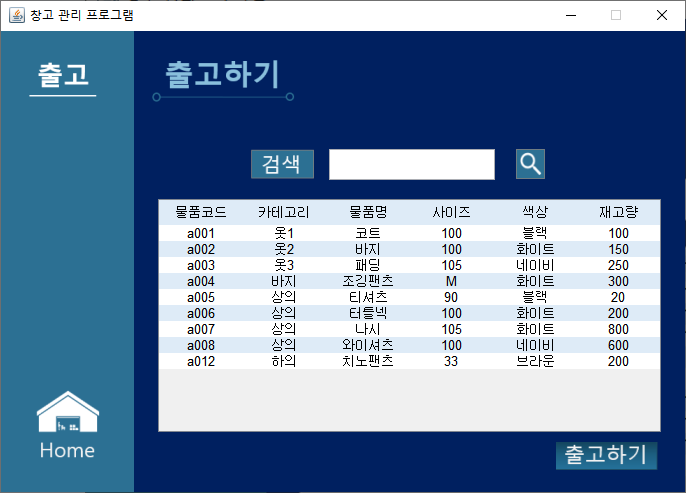 창고 관리 프로그램
출고
출고하기
검색
물품코드 카테고리 물품명 사이즈 색상 재고량
a001 옷1 코트 100 블랙 100
a002 옷2 바지 100 화이트 150
a003 옷3 패딩 105 네이비 250
a004 바지 조깅팬츠 M 화이트 300
a005 상의 티셔츠 90 블랙 20
a006 상의 터틀넥 100 화이트 200
a007 상의 나시 105 화이트 800
a008 상의 와이셔츠 100 네이비 600
a012 하의 치노팬츠 33 브라운 200
Home
출고하기